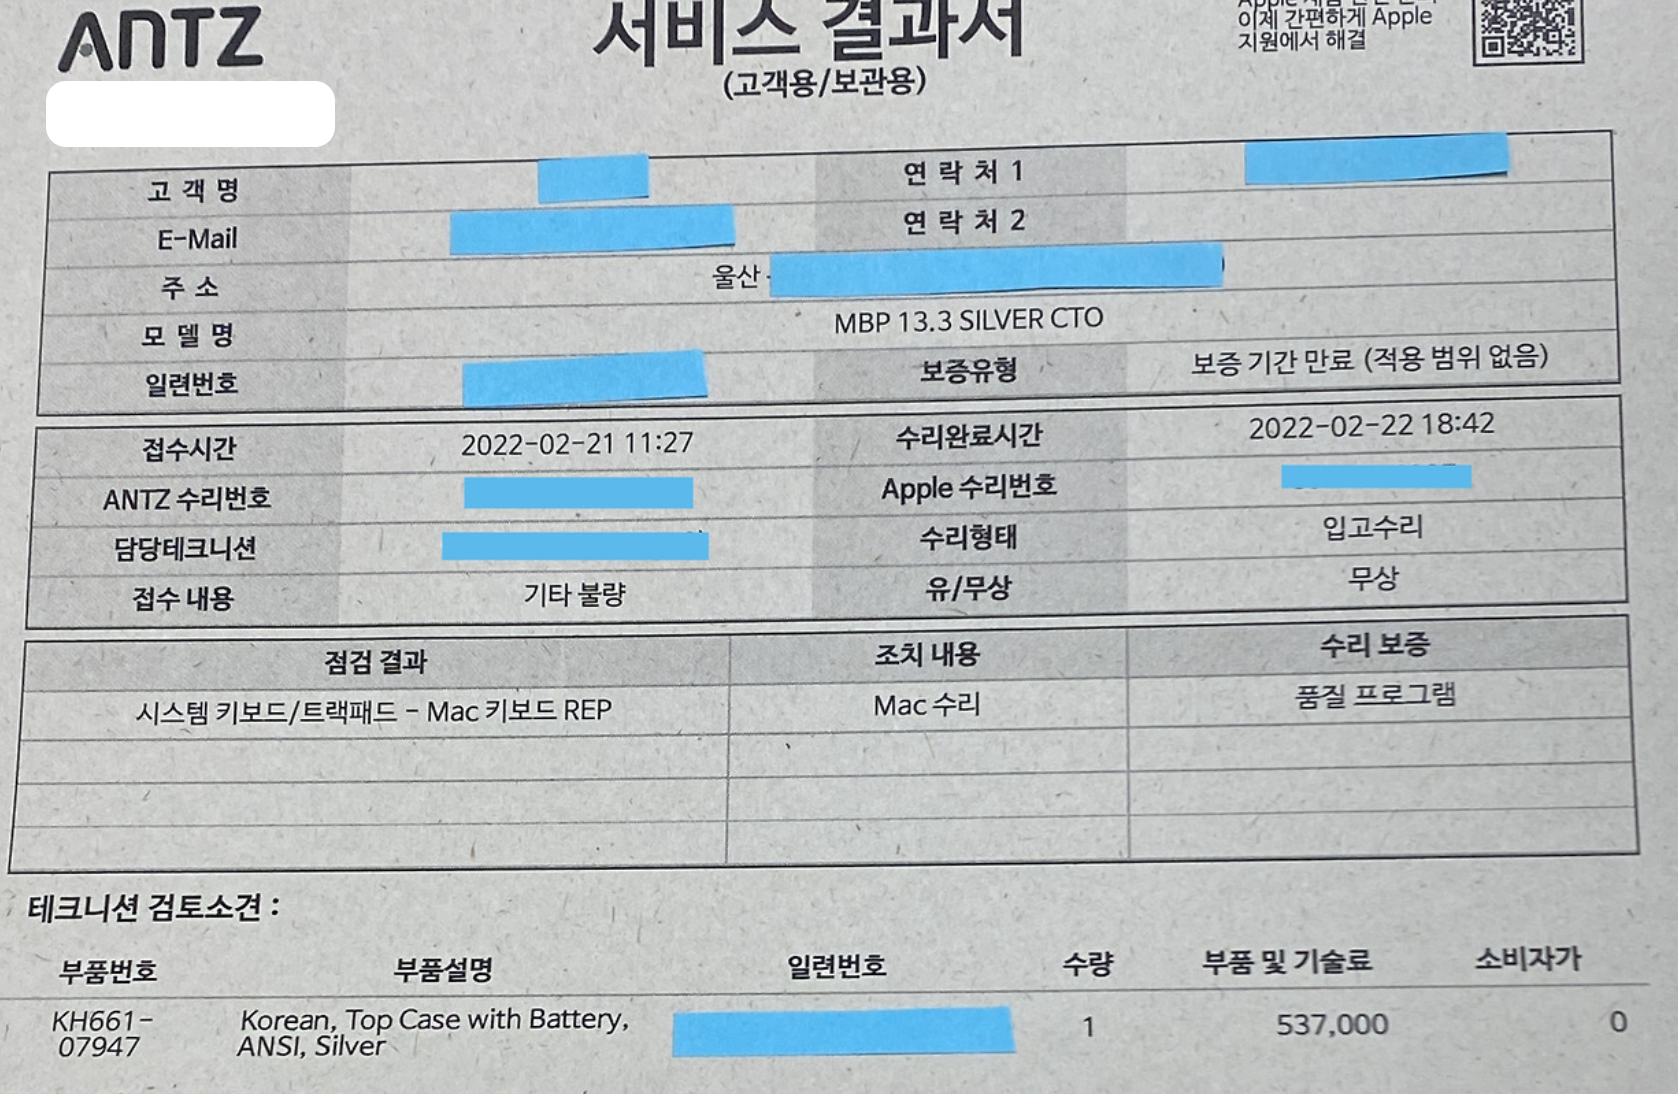 ANTZ
서비스 결과서
(고객용/보관용)
이제 간편하게 Apple
지원에서 해결
고 객 명
연 락 처 1
E-Mail
연 락 처 2
주 소
울산
모 델 명
MBP 13.3 SILVER CTO
일련번호
보증유형
보증 기간 만료 (적용 범위 없음)
접수시간
2022-02-21 11:27
수리완료시간
2022-02-22 18:42
ANTZ 수리번호
Apple 수리번호
담당테크니션
수리형태
입고수리
접수 내용
기타 불량
유/무상
무상
점검 결과
조치 내용
수리 보증
시스템 키보드/트랙패드 - Mac 키보드 REP
Mac 수리
품질 프로그램
테크니션 검토소견 :
부품번호
부품설명
일련번호
수량
부품 및 기술료
소비자가
KH661-
07947
Korean, Top Case with Battery,
ANSI, Silver
1
537,000
0